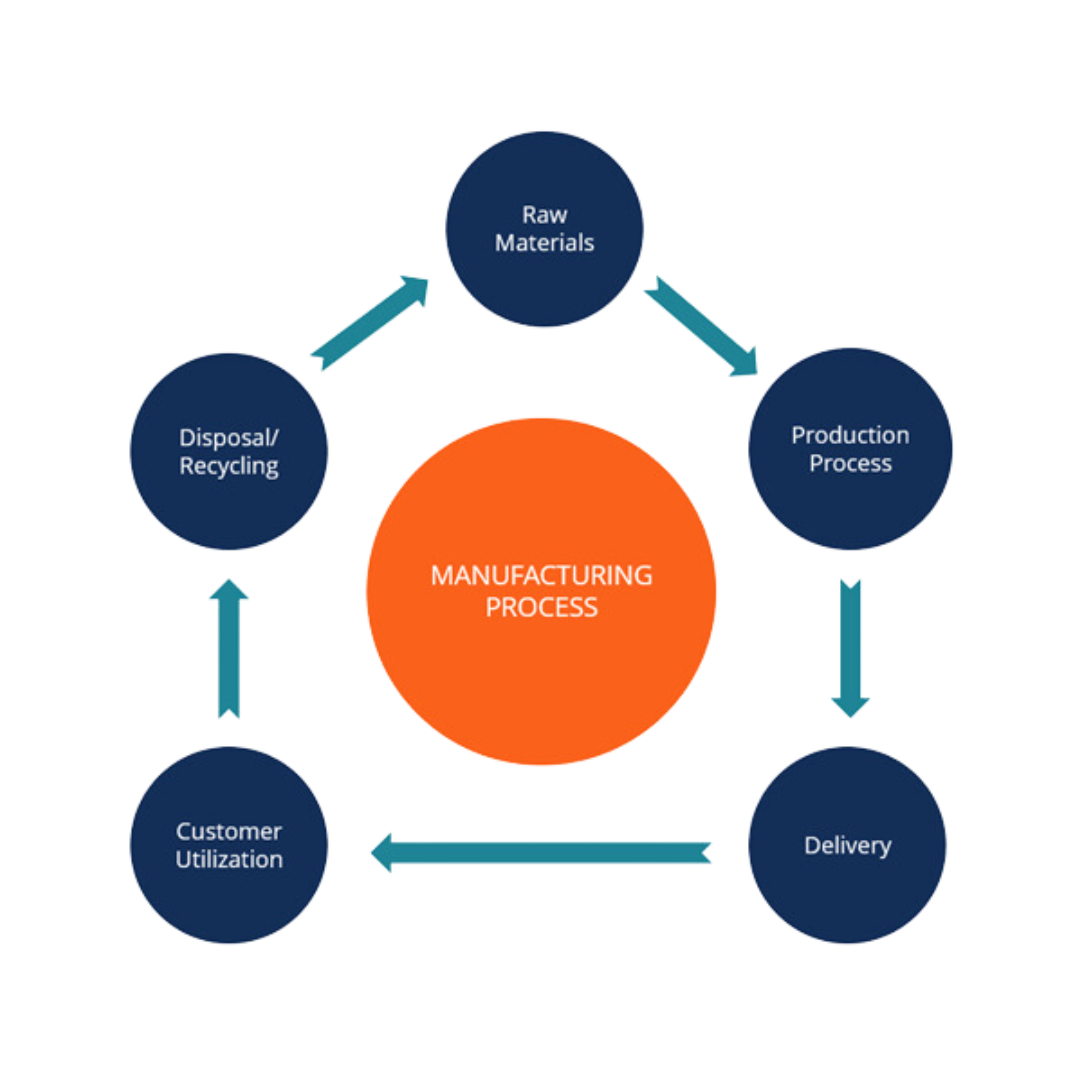 Raw
Materials
Production
Process
Delivery
Customer
Utilization
Disposal/
Recycling
MANUFACTURING
PROCESS